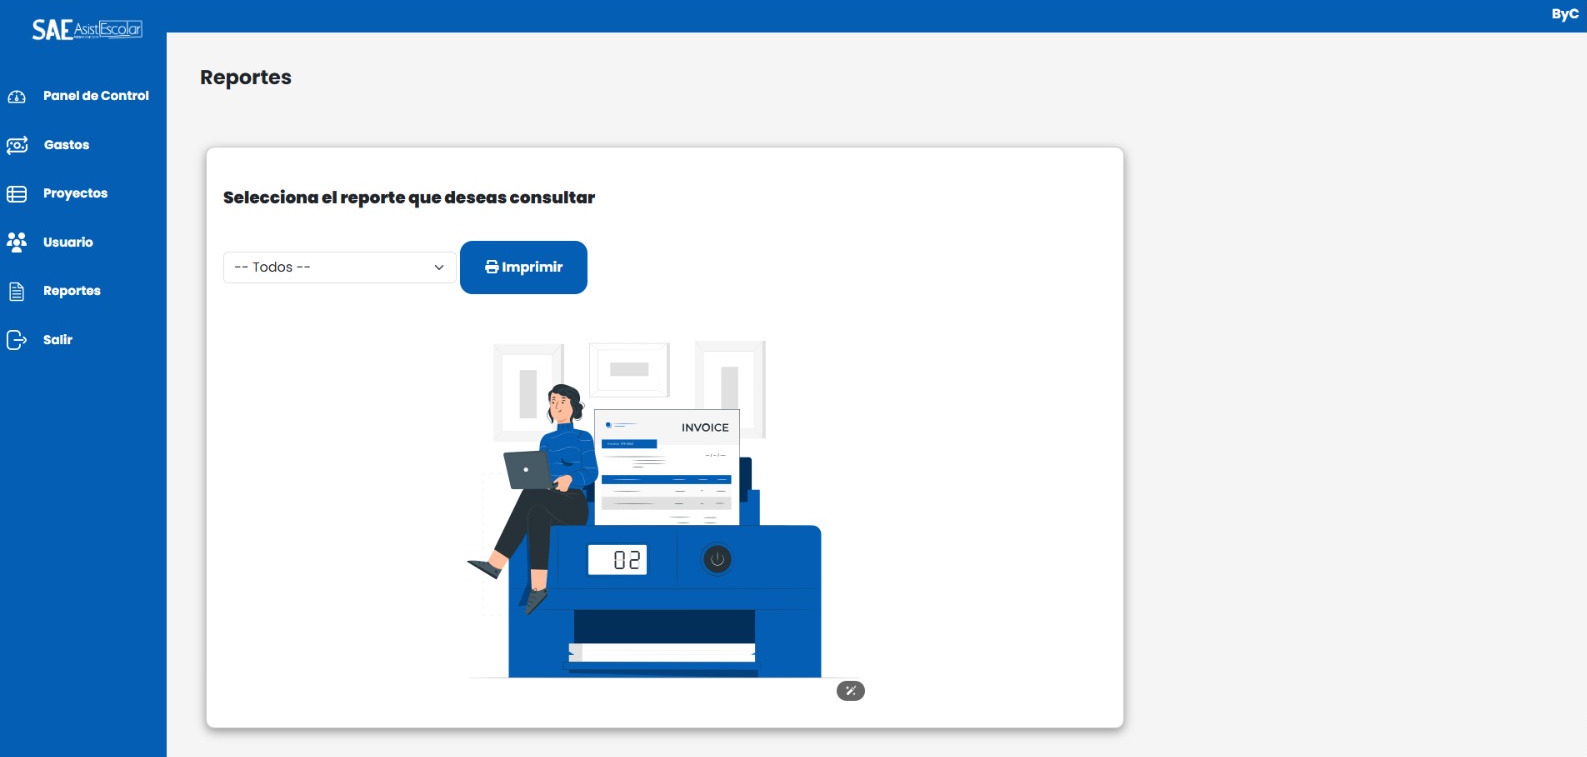 ByC
SAE AsistEscolar
Panel de Control
Gastos
Proyectos
Usuario
Reportes
Salir
Reportes
Selecciona el reporte que deseas consultar
-- Todos --
Imprimir
INVOICE
02